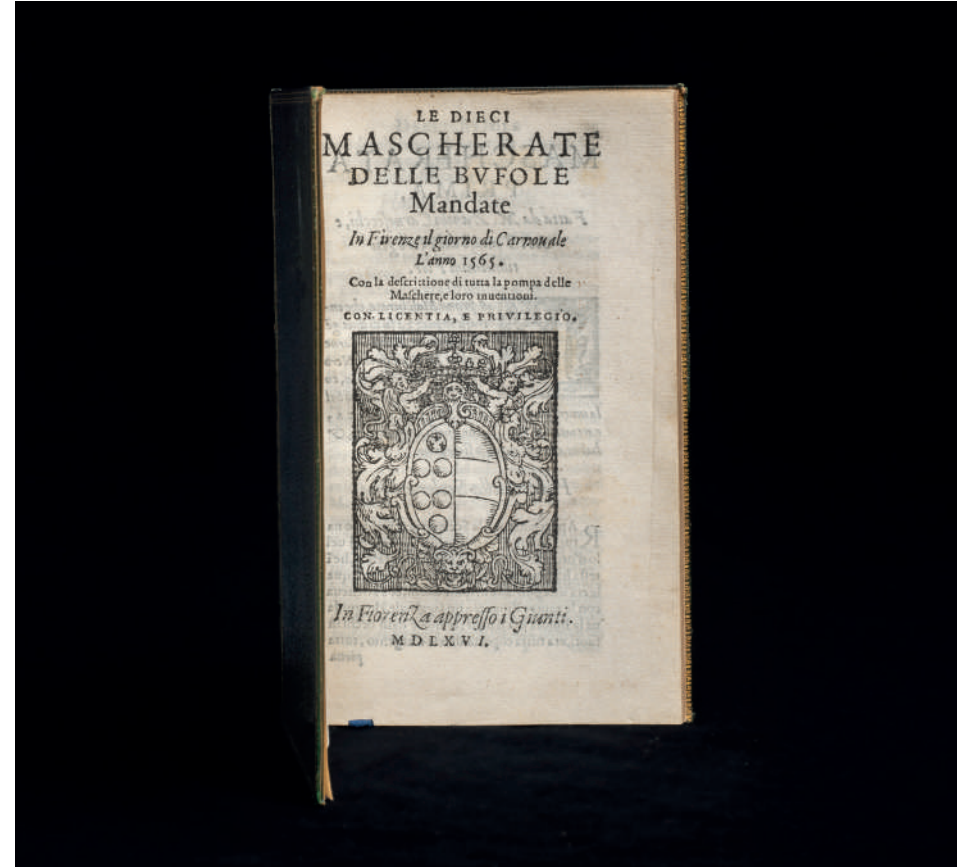 LE DIECI
MASCHERATE
DELLE BVFOLE
Mandate
In Firenze il giorno di Carnouale
L'anno 1565.
Con la descrittione di tutta la pompa delle
Maschere, e loro inuentioni.
CON LICENTIA, E PRIVILEGIO.
In Fiorenza appresso i Giunti.
MDLXVI.